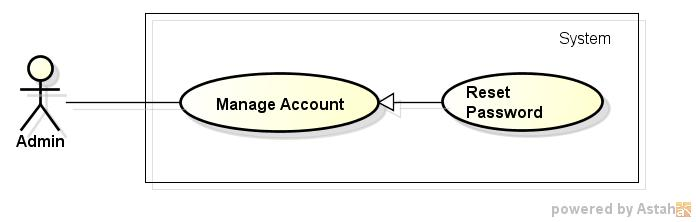 System
Manage Account
Reset
Password
Admin
powered by Astah